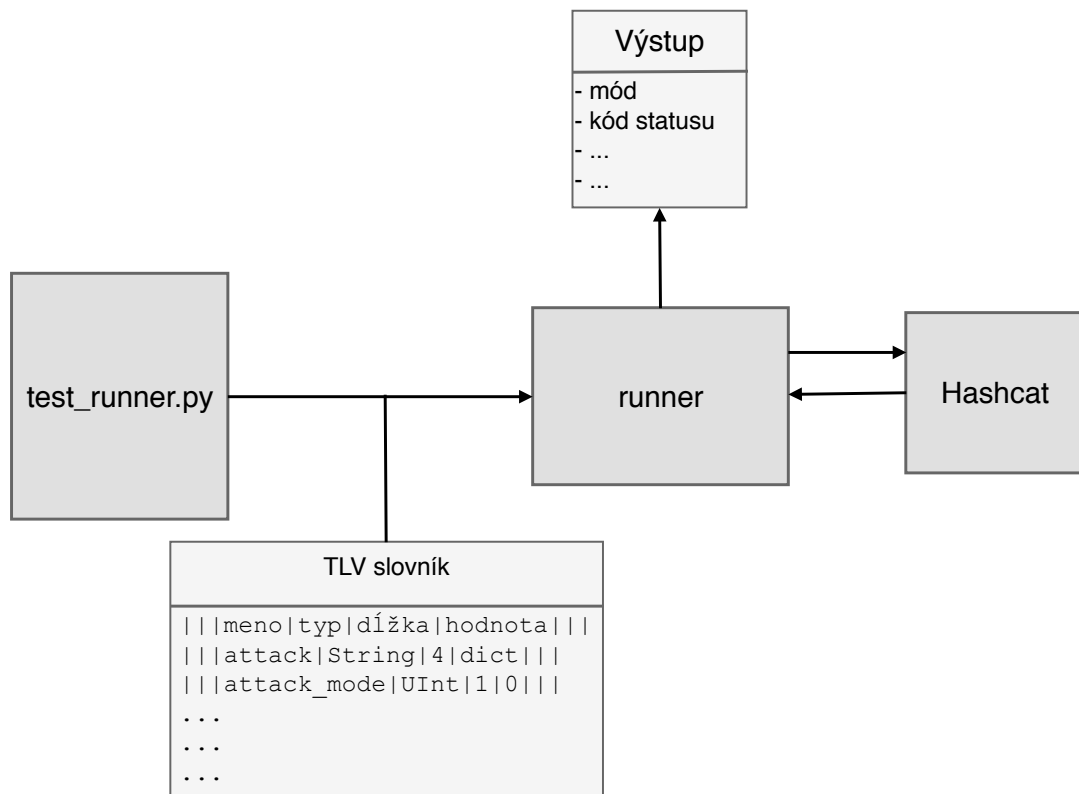 Výstup
- mód
- kód statusu
- ...
- ...
test_runner.py
runner
Hashcat
TLV slovník
|||meno|typ|dĺžka|hodnota|||
|||attack|String|4|dict|||
|||attack_mode|UInt|1|0|||
...
...
...